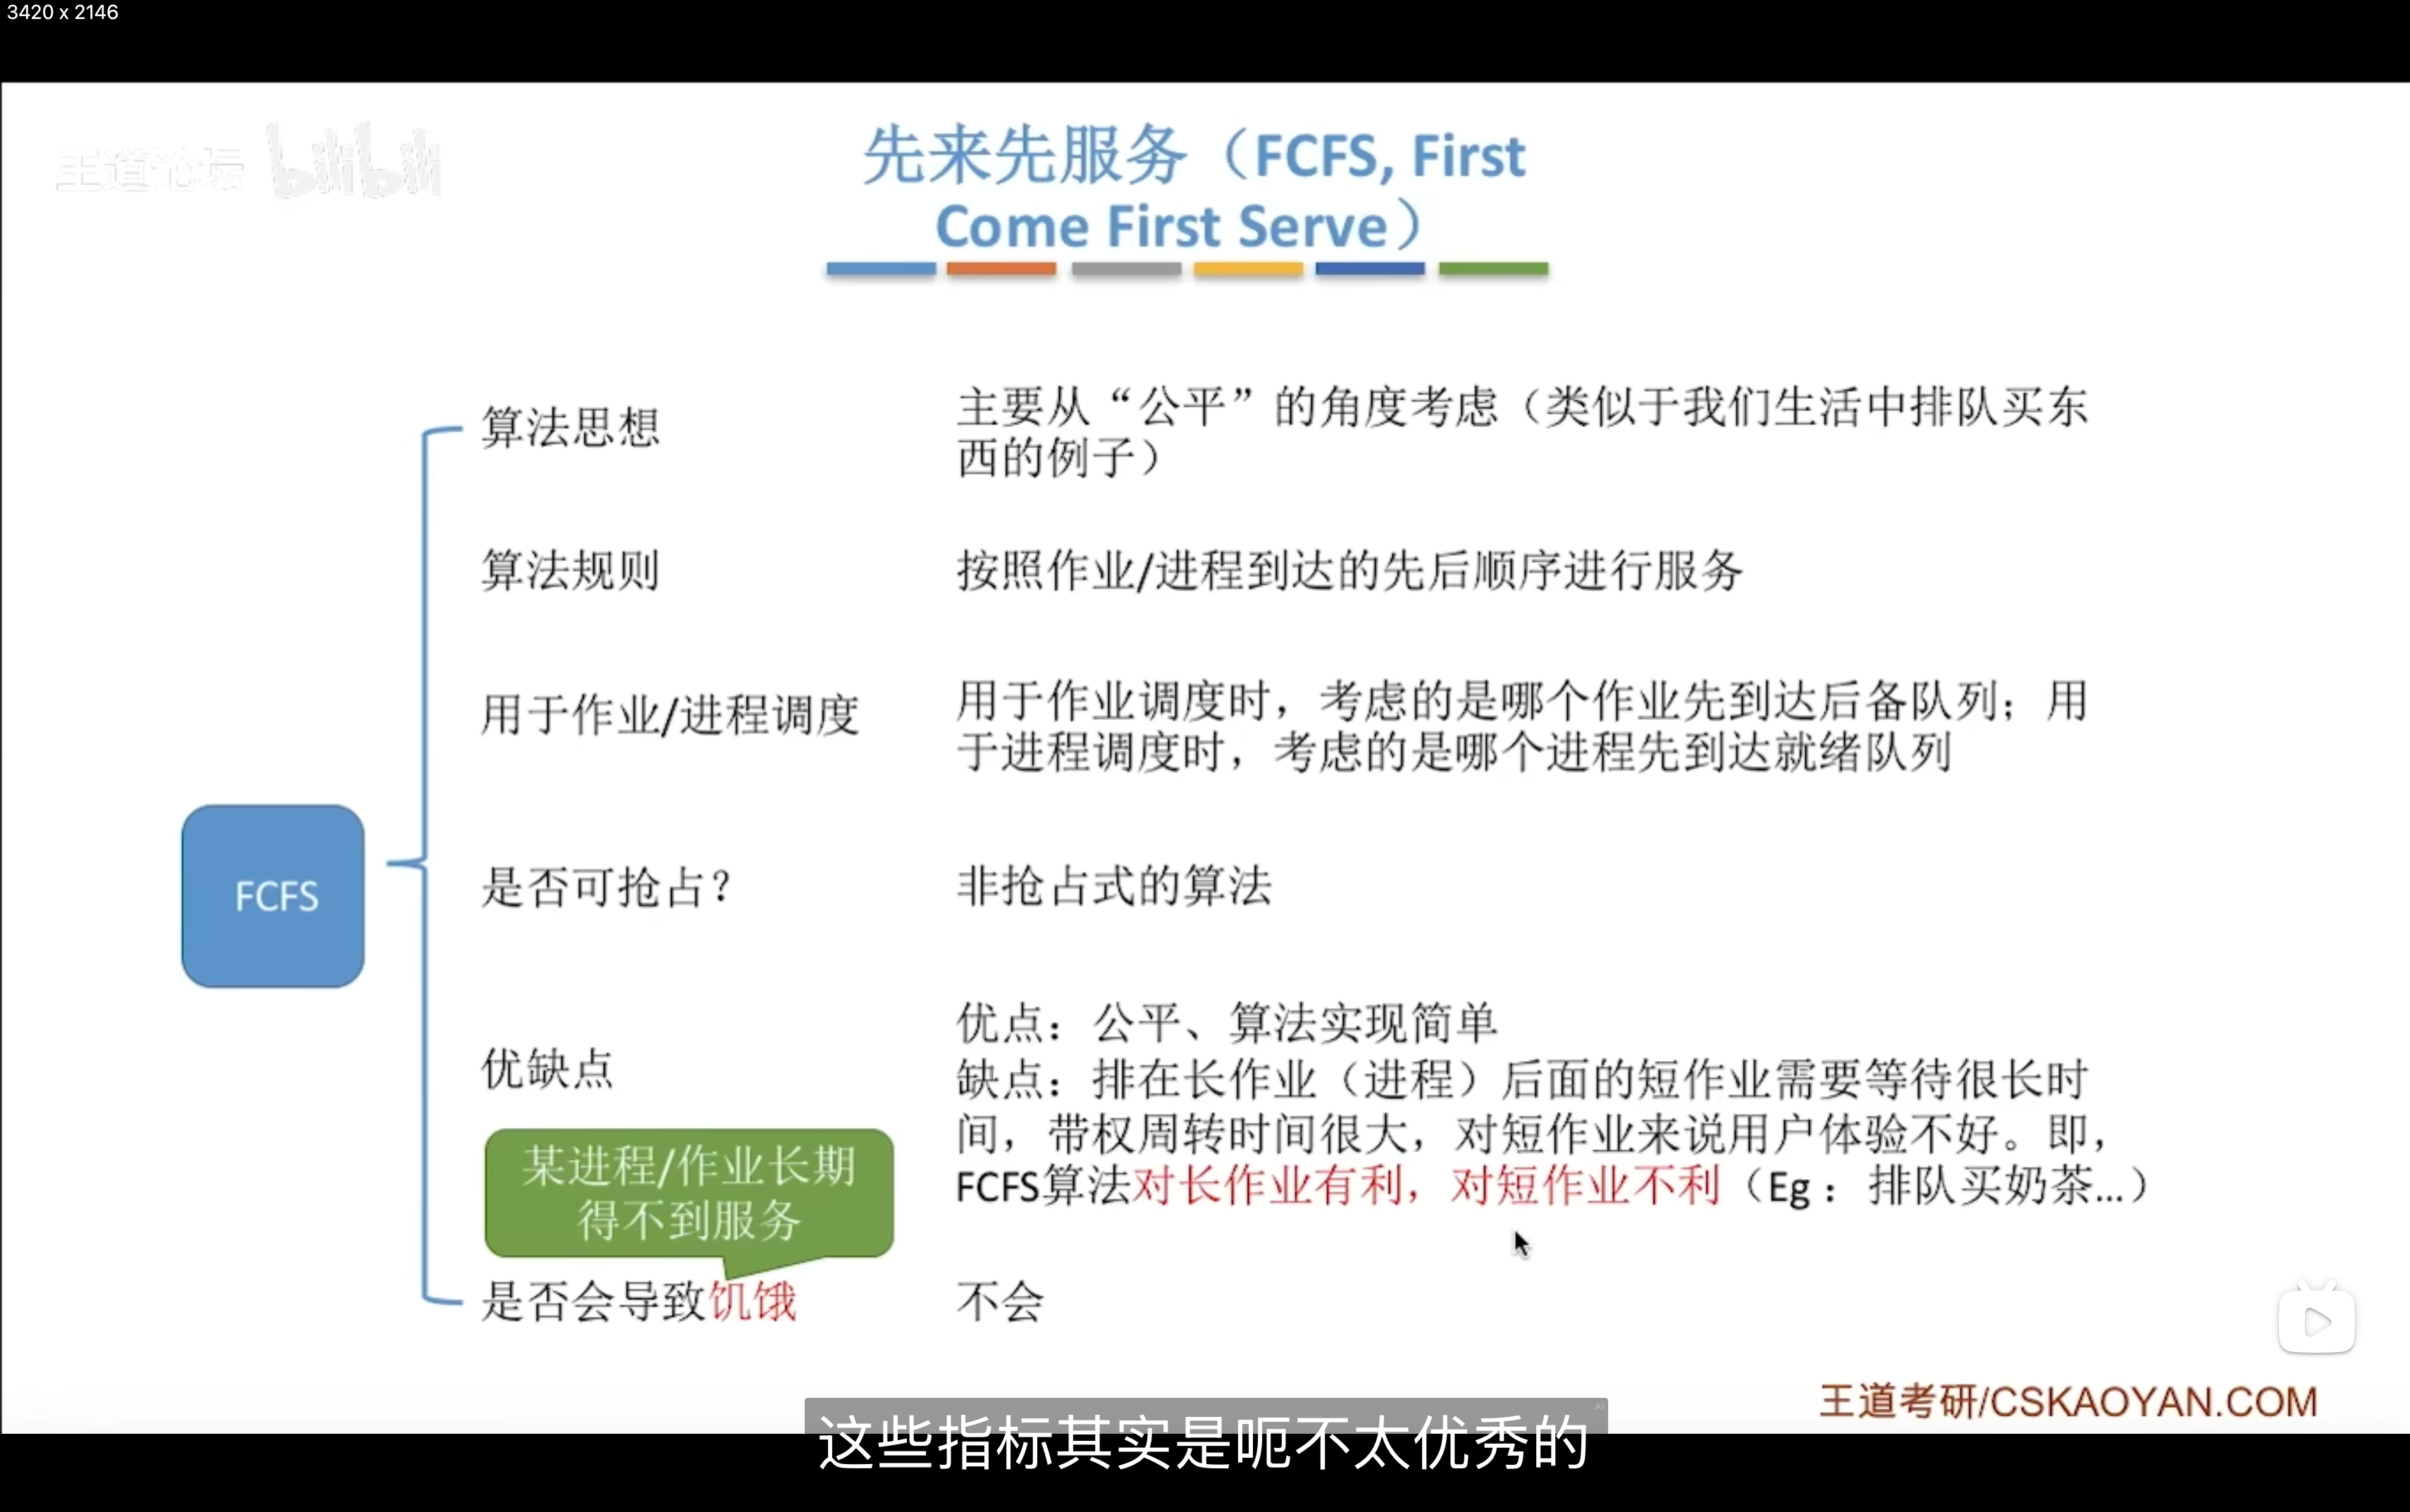 3420 x 2146
王道论坛 bilibili
先来先服务（FCFS, First
Come First Serve）
算法思想
主要从“公平”的角度考虑（类似于我们生活中排队买东
西的例子）
算法规则
按照作业/进程到达的先后顺序进行服务
用于作业/进程调度
用于作业调度时，考虑的是哪个作业先到达后备队列；用
于进程调度时，考虑的是哪个进程先到达就绪队列
FCFS
是否可抢占？
非抢占式的算法
优缺点
优点：公平、算法实现简单
缺点：排在长作业（进程）后面的短作业需要等待很长时
间，带权周转时间很大，对短作业来说用户体验不好。即，
FCFS算法对长作业有利，对短作业不利（Eg：排队买奶茶...）
某进程/作业长期
得不到服务
是否会导致饥饿
不会
王道考研/CSKAOYAN.COM
AI
这些指标其实是呃不太优秀的